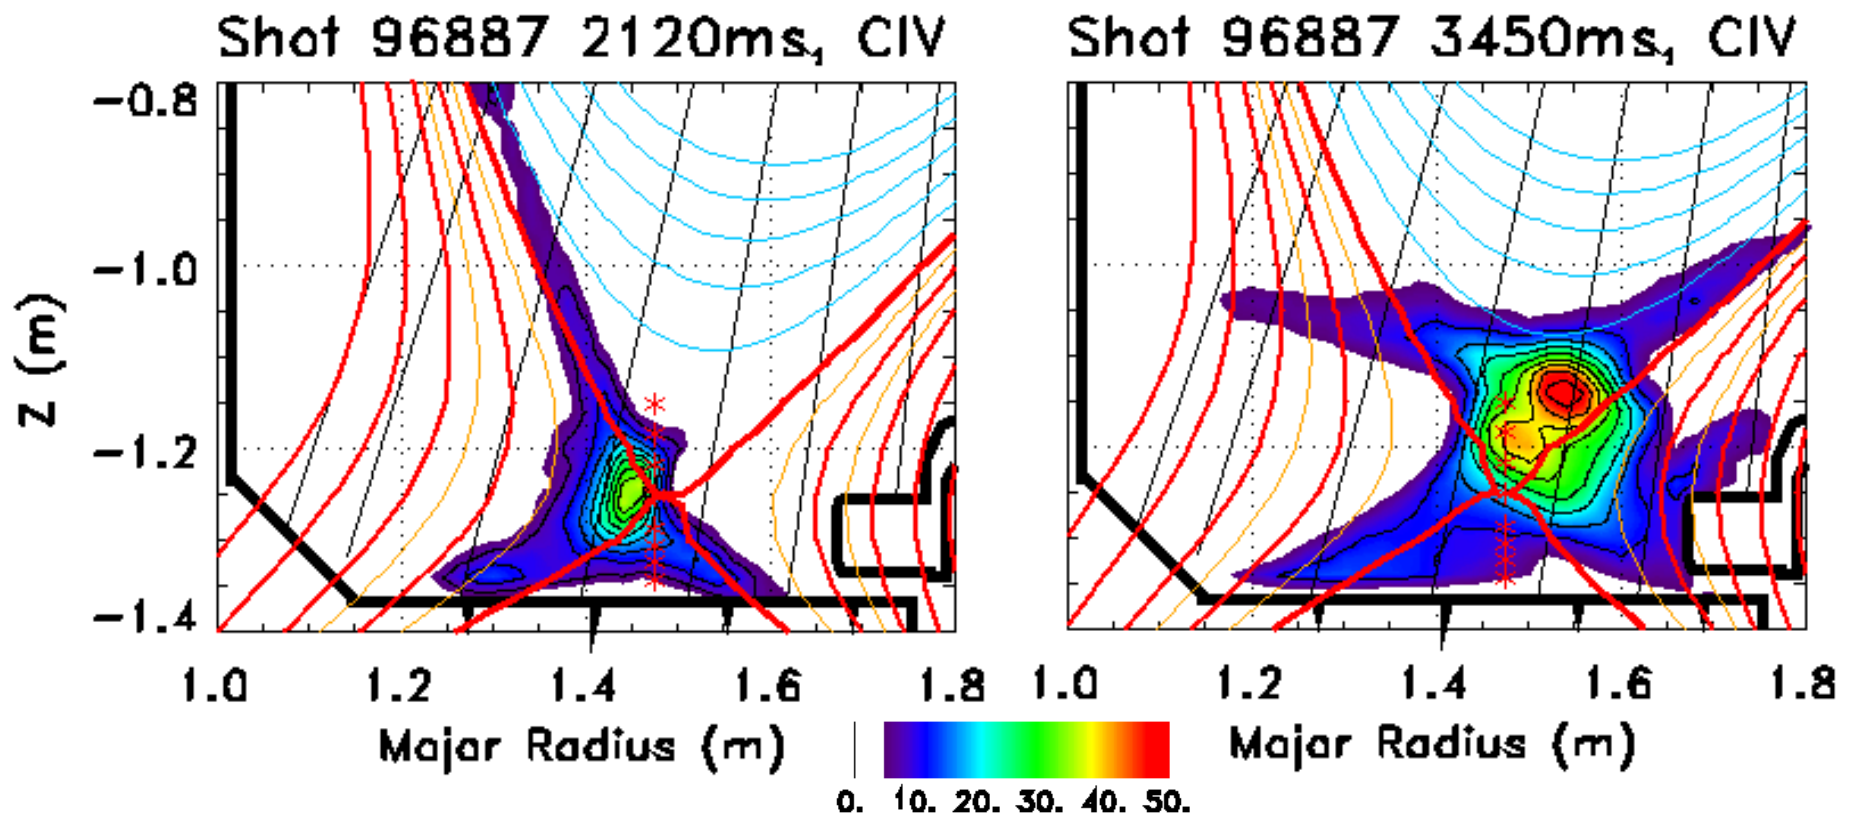 Shot 96887 2120ms, CIV
Shot 96887 3450ms, CIV
Z (m)
-0.8
-1.0
-1.2
-1.4
1.0 1.2 1.4 1.6 1.8
1.0 1.2 1.4 1.6 1.8
Major Radius (m)
Major Radius (m)
0. 10. 20. 30. 40. 50.